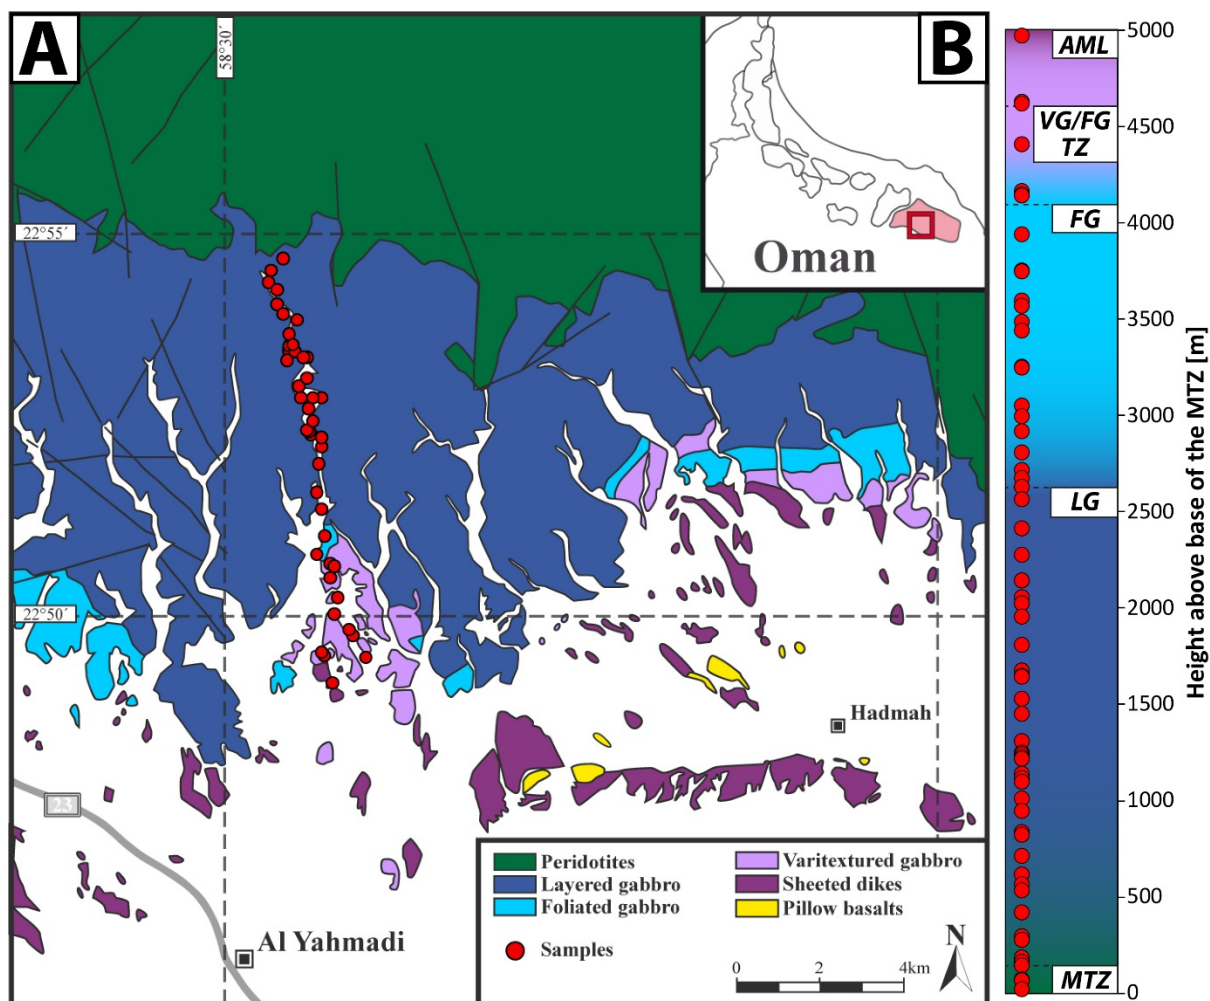 A
58°30´
B
22°55´
Oman
22°50´
Hadmah
23
Al Yahmadi
Peridotites
Layered gabbro
Foliated gabbro
Varitextured gabbro
Sheeted dikes
Pillow basalts
Samples
N
0 2 4km
AML
VG/FG
TZ
FG
LG
MTZ
5000
4500
4000
3500
3000
2500
2000
1500
1000
500
0
Height above base of the MTZ [m]